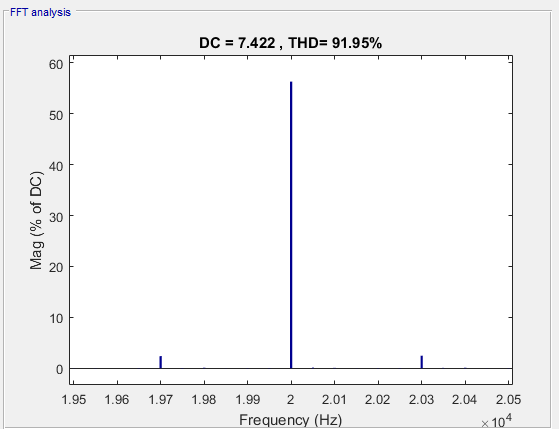 FFT analysis
DC = 7.422 , THD= 91.95%
60
50
40
30
20
10
0
Mag (% of DC)
1.95 1.96 1.97 1.98 1.99 2 2.01 2.02 2.03 2.04 2.05
Frequency (Hz)
×10⁴